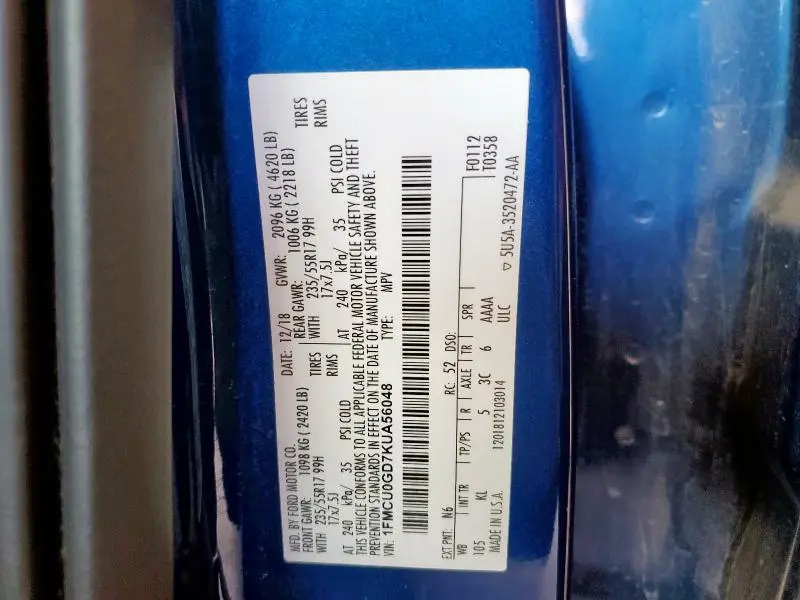 MFD. BY FORD MOTOR CO. DATE: 12/18 GVWR: 2096 KG ( 4620 LB)
FRONT GAWR: 1098 KG ( 2420 LB) REAR GAWR: 1006 KG ( 2218 LB)
WITH 235/55R17 99H TIRES WITH 235/55R17 99H TIRES
17x7.5J RIMS 17x7.5J RIMS
AT 240 kPa/ 35 PSI COLD AT 240 kPa/ 35 PSI COLD
THIS VEHICLE CONFORMS TO ALL APPLICABLE FEDERAL MOTOR VEHICLE SAFETY AND THEFT
PREVENTION STANDARDS IN EFFECT ON THE DATE OF MANUFACTURE SHOWN ABOVE.
VIN: 1FMCU0GD7KUA56048 TYPE: MPV
EXT PNT: N6 RC: 52 DSO: F0112
WB INT TR TP/PS R AXLE TR SPR T0358
105 KL 5 3C 6 AAAA
ULC
MADE IN U.S.A. 1201812103014 5U5A-3520472-AA